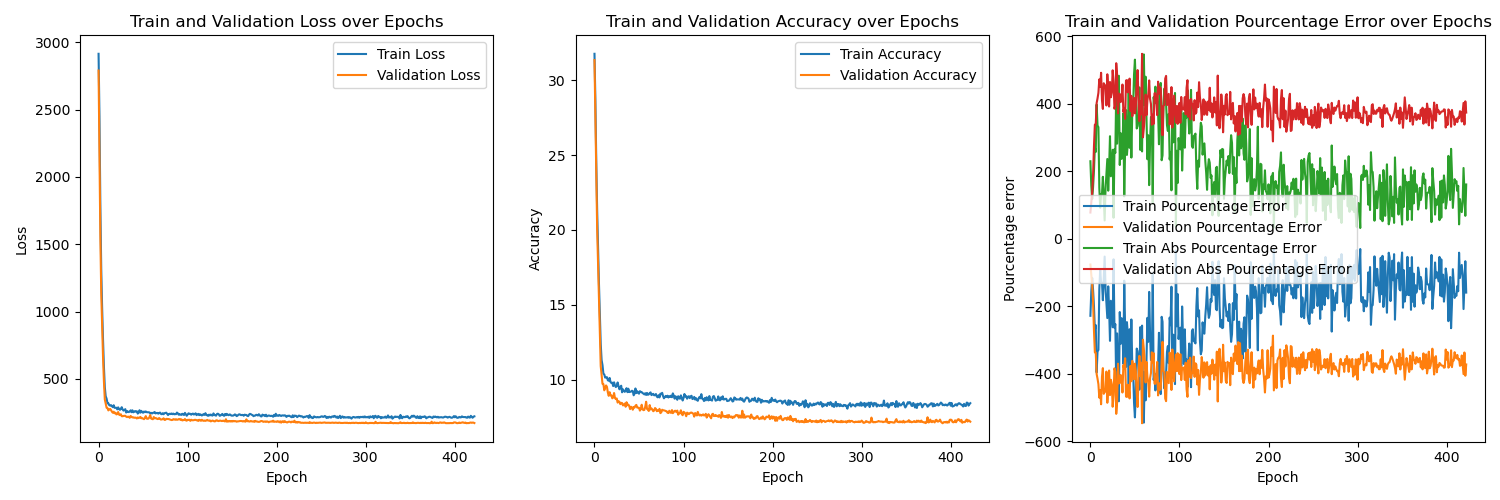 Train and Validation Loss over Epochs
Train Loss
Validation Loss
3000
2500
2000
1500
1000
500
Loss
0
100
200
300
400
Epoch
Train and Validation Accuracy over Epochs
Train Accuracy
Validation Accuracy
30
25
20
15
10
Accuracy
0
100
200
300
400
Epoch
Train and Validation Pourcentage Error over Epochs
600
400
200
0
−200
−400
−600
Pourcentage error
Train Pourcentage Error
Validation Pourcentage Error
Train Abs Pourcentage Error
Validation Abs Pourcentage Error
0
100
200
300
400
Epoch